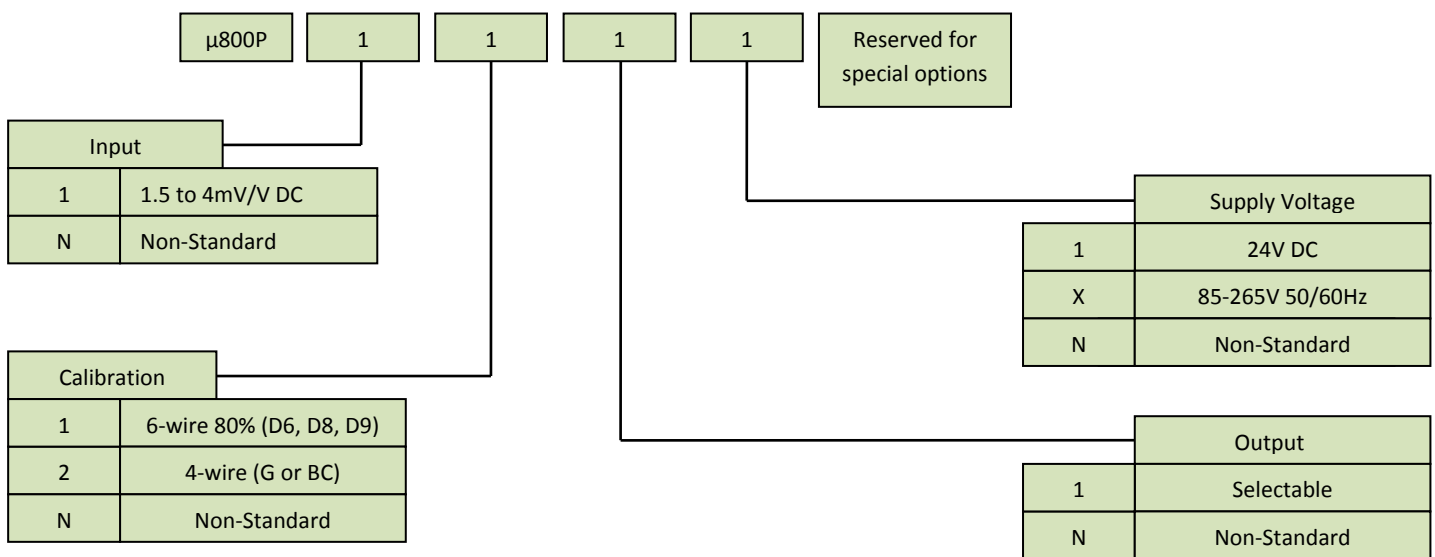 µ800P 1 1 1 1 Reserved for
special options
Input
1 1.5 to 4mV/V DC
N Non-Standard
Calibration
1 6-wire 80% (D6, D8, D9)
2 4-wire (G or BC)
N Non-Standard
Supply Voltage
1 24V DC
X 85-265V 50/60Hz
N Non-Standard
Output
1 Selectable
N Non-Standard